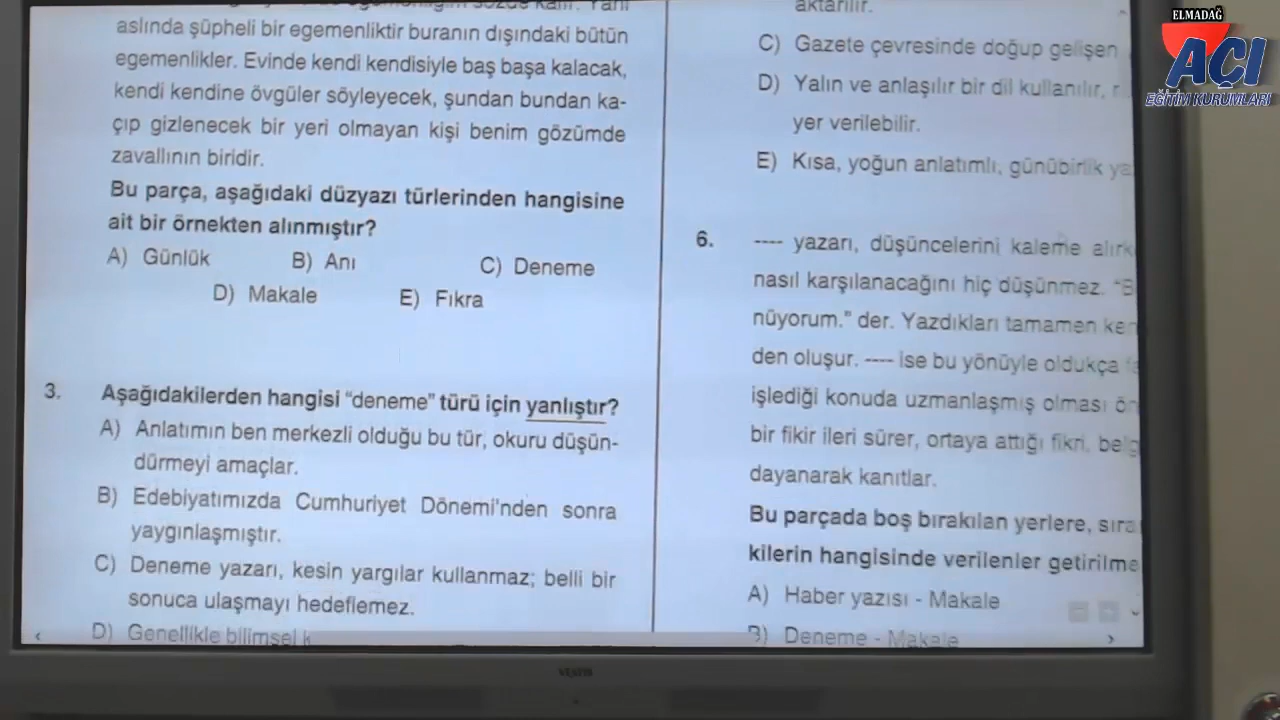 aslında şüpheli bir egemenliktir buranın dışındaki bütün
egemenlikler. Evinde kendi kendisiyle baş başa kalacak,
kendi kendine övgüler söyleyecek, şundan bundan ka-
çıp gizlenecek bir yeri olmayan kişi benim gözümde
zavallının biridir.
Bu parça, aşağıdaki düzyazı türlerinden hangisine
ait bir örnekten alınmıştır?
A) Günlük B) Anı C) Deneme
D) Makale E) Fıkra
3. Aşağıdakilerden hangisi “deneme” türü için yanlıştır?
A) Anlatımın ben merkezli olduğu bu tür, okuru düşün-
dürmeyi amaçlar.
B) Edebiyatımızda Cumhuriyet Dönemi'nden sonra
yaygınlaşmıştır.
C) Deneme yazarı, kesin yargılar kullanmaz; belli bir
sonuca ulaşmayı hedeflemez.
D) Genellikle bilimsel
aktarılır.
C) Gazete çevresinde doğup gelişen
D) Yalın ve anlaşılır bir dil kullanılır,
yer verilebilir.
E) Kısa, yoğun anlatımlı, günübirlik
6. ---- yazarı, düşüncelerini kaleme
nasıl karşılanacağını hiç düşünmez.
nüyorum.” der. Yazdıkları tamamen
den oluşur. ---- ise bu yönüyle oldukça
işlediği konuda uzmanlaşmış olması
bir fikir ileri sürer, ortaya attığı fikri,
dayanarak kanıtlar.
Bu parçada boş bırakılan yerlere,
kilerin hangisinde verilenler
A) Haber yazısı - Makale
B) Deneme - Makale
ELMADAĞ
AÇI
EĞİTİM KURUMLARI
VESTEL